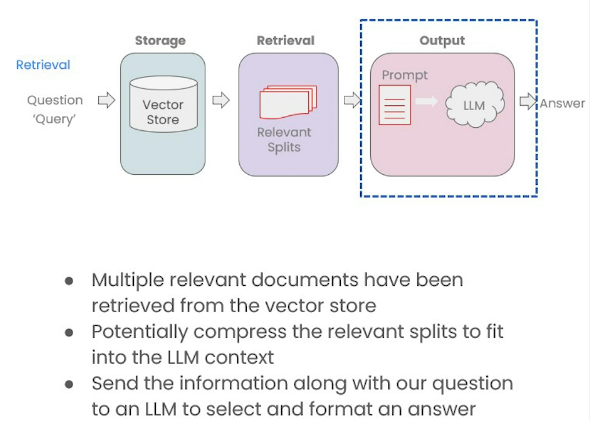 Storage
Retrieval
Output
Retrieval
Question
'Query'
Vector
Store
Relevant
Splits
Prompt
LLM
Answer
• Multiple relevant documents have been
retrieved from the vector store
• Potentially compress the relevant splits to fit
into the LLM context
• Send the information along with our question
to an LLM to select and format an answer